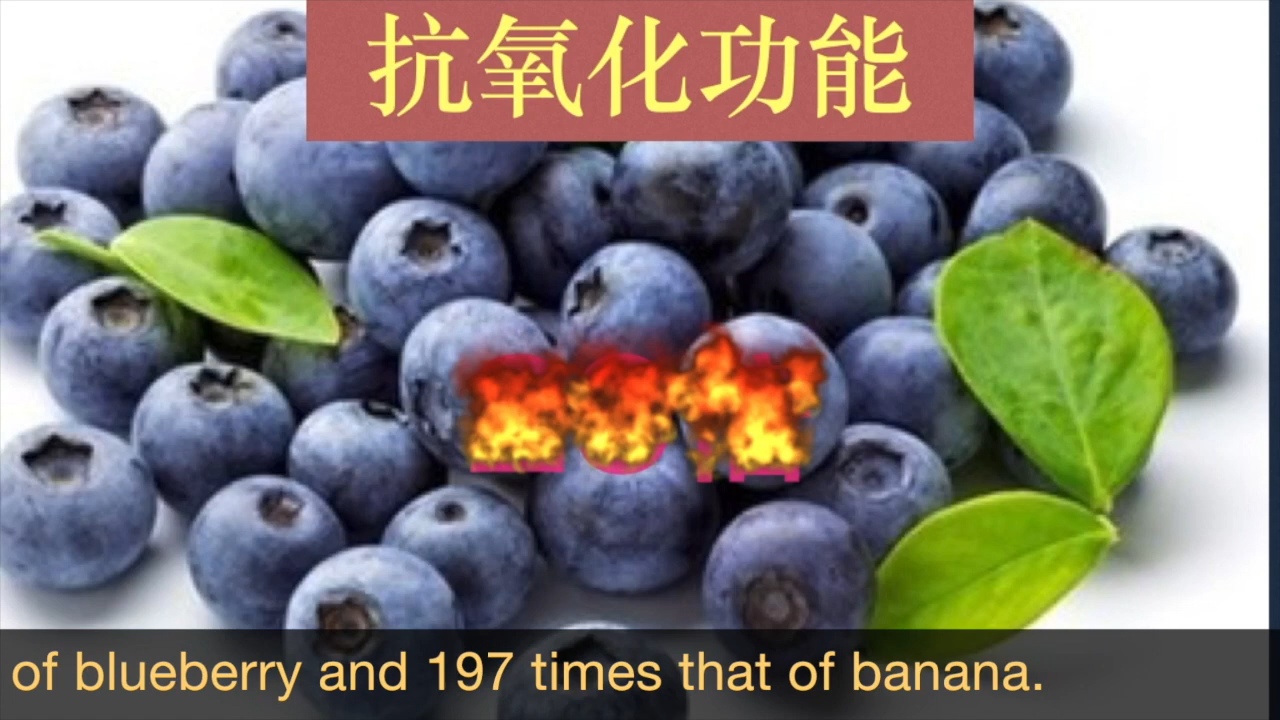 抗氧化功能
of blueberry and 197 times that of banana.